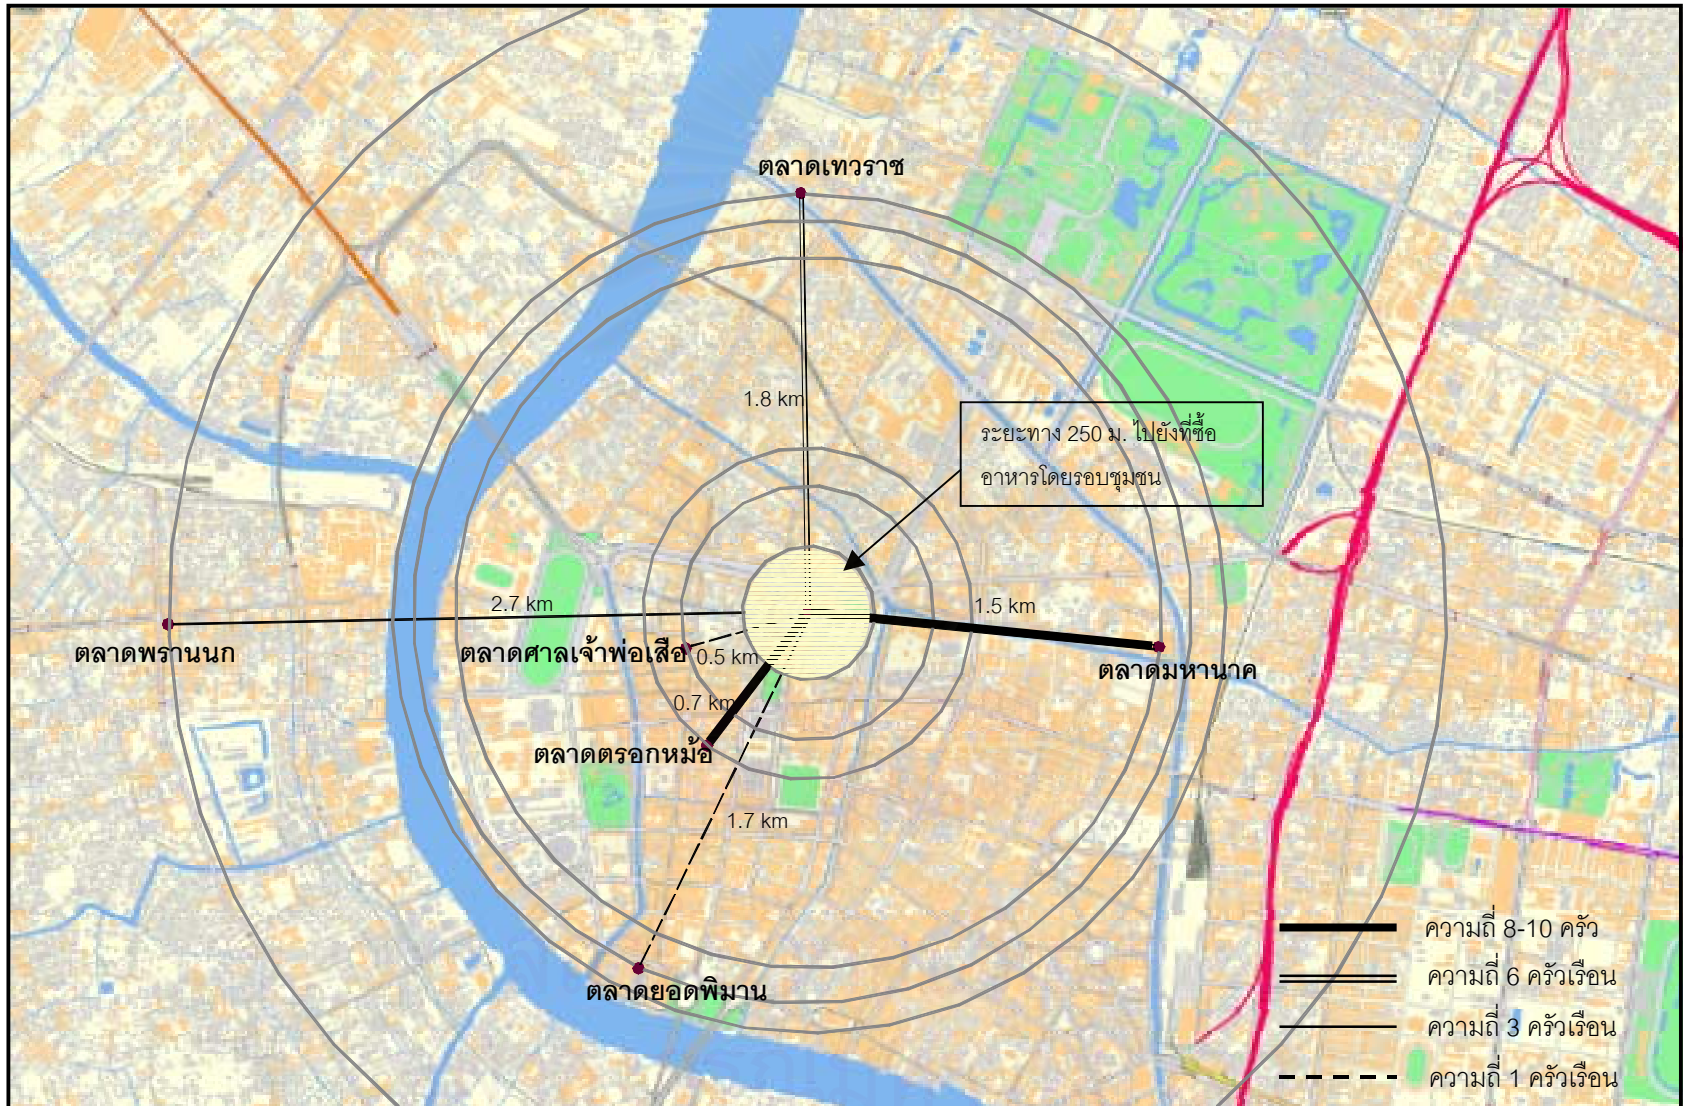 ตลาดเทวราช
1.8 km
ระยะทาง 250 ม. ไปยังที่ซื้อ
อาหารโดยรอบชุมชน
2.7 km
1.5 km
ตลาดพรานนก
ตลาดศาลเจ้าพ่อเสือ
0.5 km
ตลาดมหานาค
0.7 km
ตลาดตรอกหม้อ
1.7 km
ตลาดยอดพิมาน
ความถี่ 8-10 ครัว
ความถี่ 6 ครัวเรือน
ความถี่ 3 ครัวเรือน
ความถี่ 1 ครัวเรือน